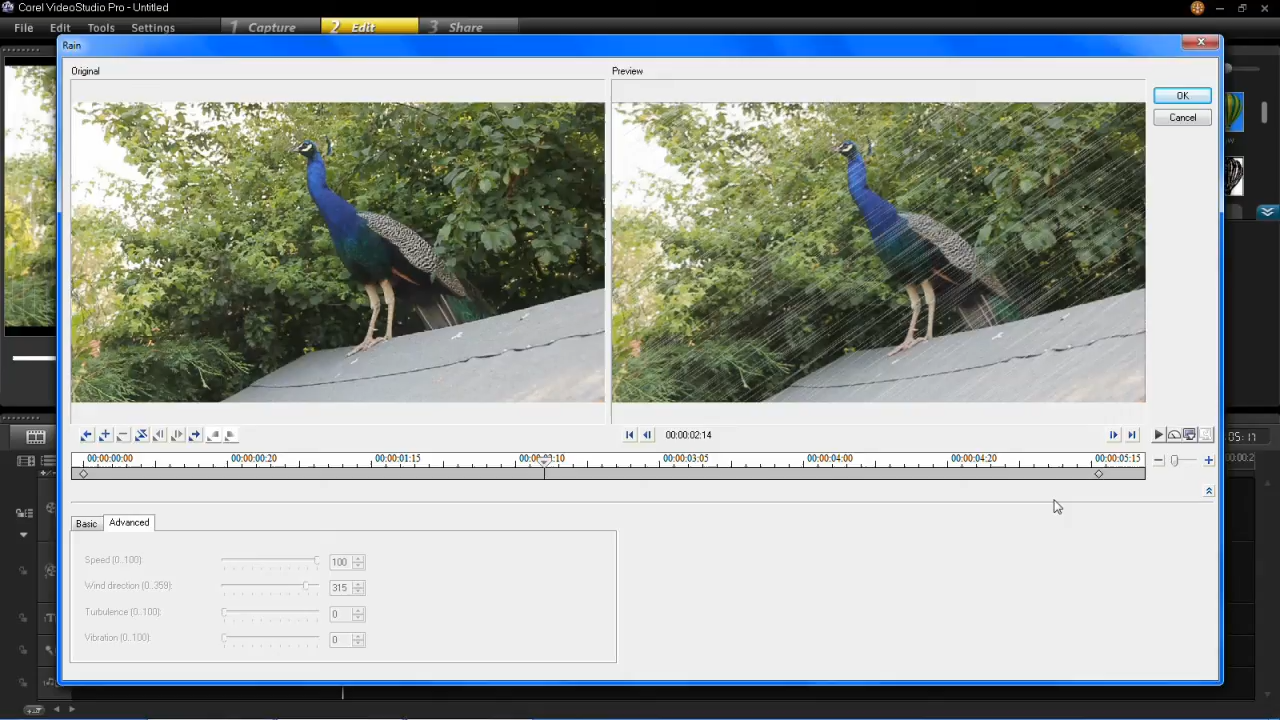 Corel VideoStudio Pro - Untitled
File Edit Tools Settings 1 Capture 2 Edit 3 Share
Rain
Original Preview
OK
Cancel
00:00:02:14
00:00:00:00 00:00:00:20 00:00:01:15 00:00:03:05 00:00:04:00 00:00:04:20 00:00:05:15
Basic Advanced
Speed (0..100): 100
Wind direction (0..359): 315
Turbulence (0..100): 0
Vibration (0..100): 0